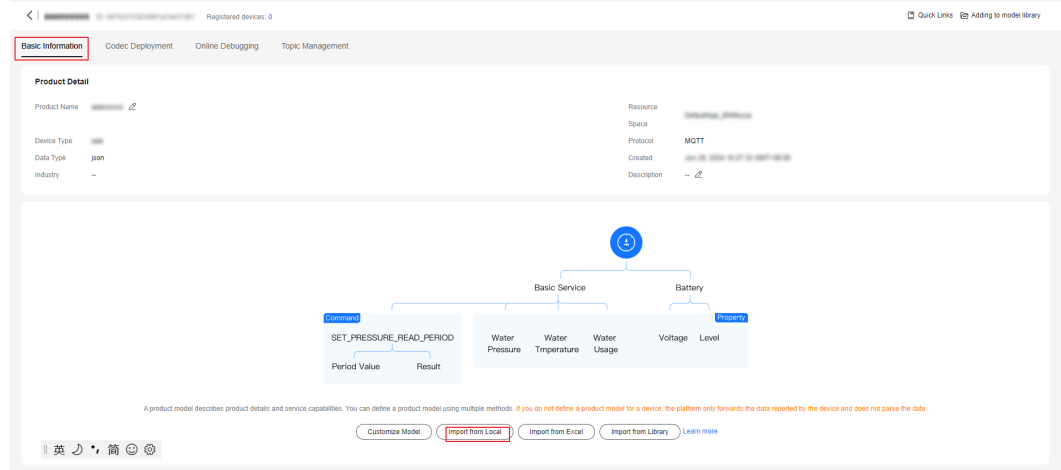 Registered devices: 0
Quick Links
Adding to model library
Basic Information
Codec Deployment
Online Debugging
Topic Management
Product Detail
Product Name
Resource Space
Device Type
Protocol
MQTT
Data Type
json
Created
Industry
--
Description
--
Basic Service
Battery
Command
Property
SET_PRESSURE_READ_PERIOD
Period Value
Result
Water Pressure
Water Tmperature
Water Usage
Voltage
Level
A product model describes product details and service capabilities. You can define a product model using multiple methods. If you do not define a product model for a device, the platform only forwards the data reported by the device and does not parse the data.
Customize Model
Import from Local
Import from Excel
Import from Library
Learn more
英 简